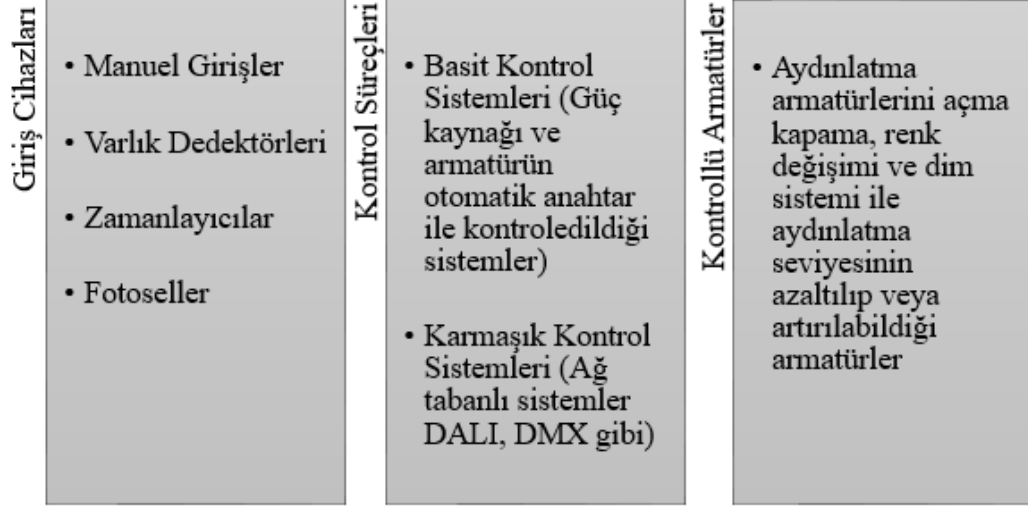 Giriş Cihazları
• Manuel Girişler
• Varlık Dedektörleri
• Zamanlayıcılar
• Fotoseller
Kontrol Süreçleri
• Basit Kontrol
Sistemleri (Güç
kaynağı ve
armatürün
otomatik anahtar
ile kontroledildiği
sistemler)
• Karmaşık Kontrol
Sistemleri (Ağ
tabanlı sistemler
DALI, DMX gibi)
Kontrollü Armatürler
• Aydınlatma
armatürlerini açma
kapama, renk
değişimi ve dim
sistemi ile
aydınlatma
seviyesinin
azaltılıp veya
artırılabildiği
armatürler